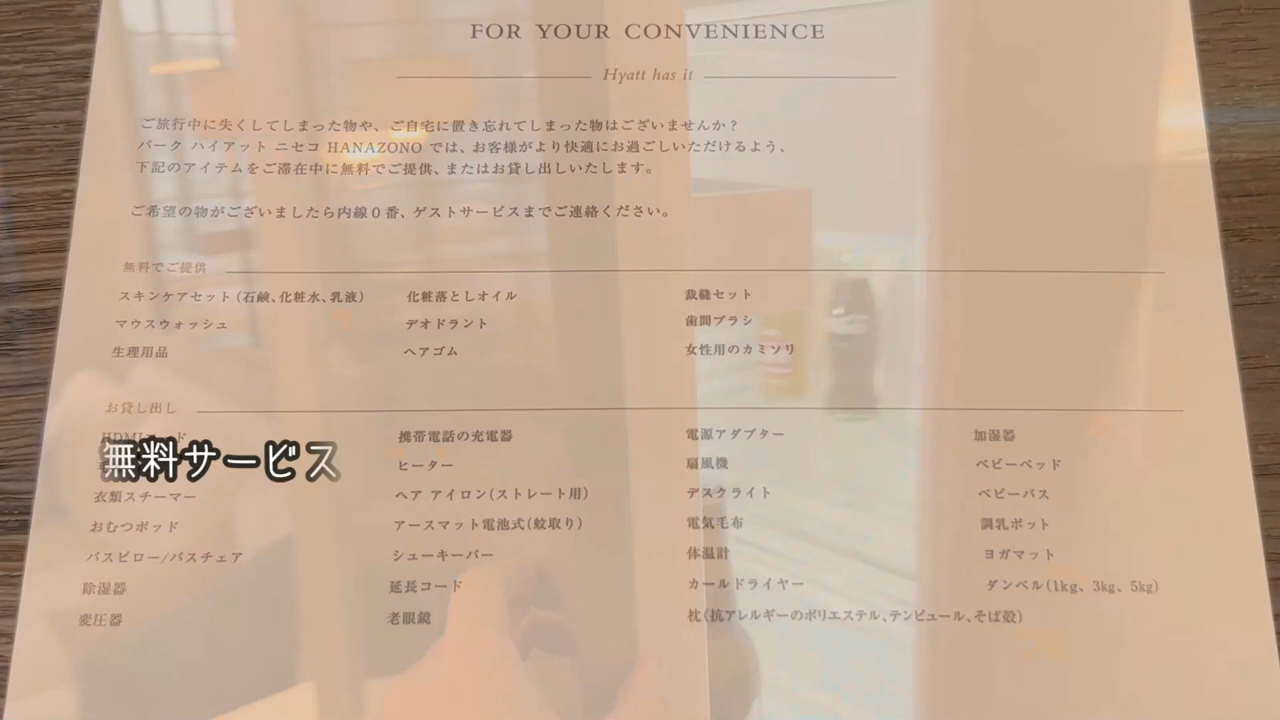 FOR YOUR CONVENIENCE
Hyatt has it
ご旅行中に失くしてしまった物や、ご自宅に置き忘れてしまった物はございませんか？
パーク ハイアット ニセコ HANAZONO では、お客様がより快適にお過ごしいただけるよう、
下記のアイテムをご滞在中に無料でご提供、またはお貸し出しいたします。
ご希望の物がございましたら内線０番、ゲストサービスまでご連絡ください。
無料でご提供
スキンケアセット（石鹸、化粧水、乳液） 化粧落としオイル 裁縫セット
マウスウォッシュ デオドラント 歯間ブラシ
生理用品 ヘアゴム 女性用のカミソリ
お貸し出し
HDMIコード 携帯電話の充電器 電源アダプター 加湿器
無料サービス
ヒーター 扇風機 ベビーベッド
衣類スチーマー ヘア アイロン（ストレート用） デスクライト ベビーバス
おむつポッド アースマット電池式（蚊取り） 電気毛布 調乳ポット
バスピロー/バスチェア シューキーパー 体温計 ヨガマット
除湿器 延長コード カールドライヤー ダンベル（1kg、3kg、5kg）
変圧器 老眼鏡 枕（抗アレルギーのポリエステル、テンピュール、そば殻）